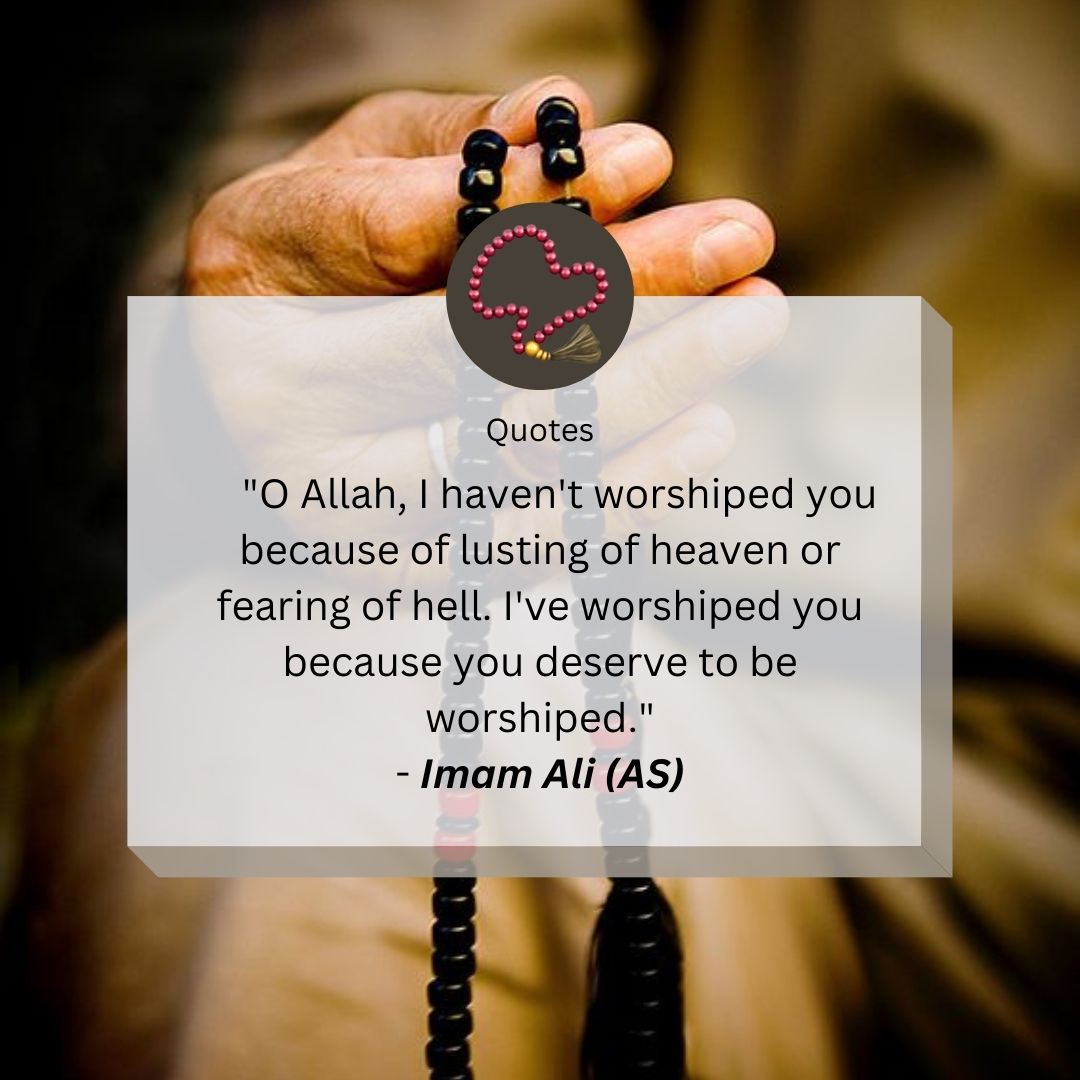 Quotes
"O Allah, I haven't worshiped you
because of lusting of heaven or
fearing of hell. I've worshiped you
because you deserve to be
worshiped."
- Imam Ali (AS)